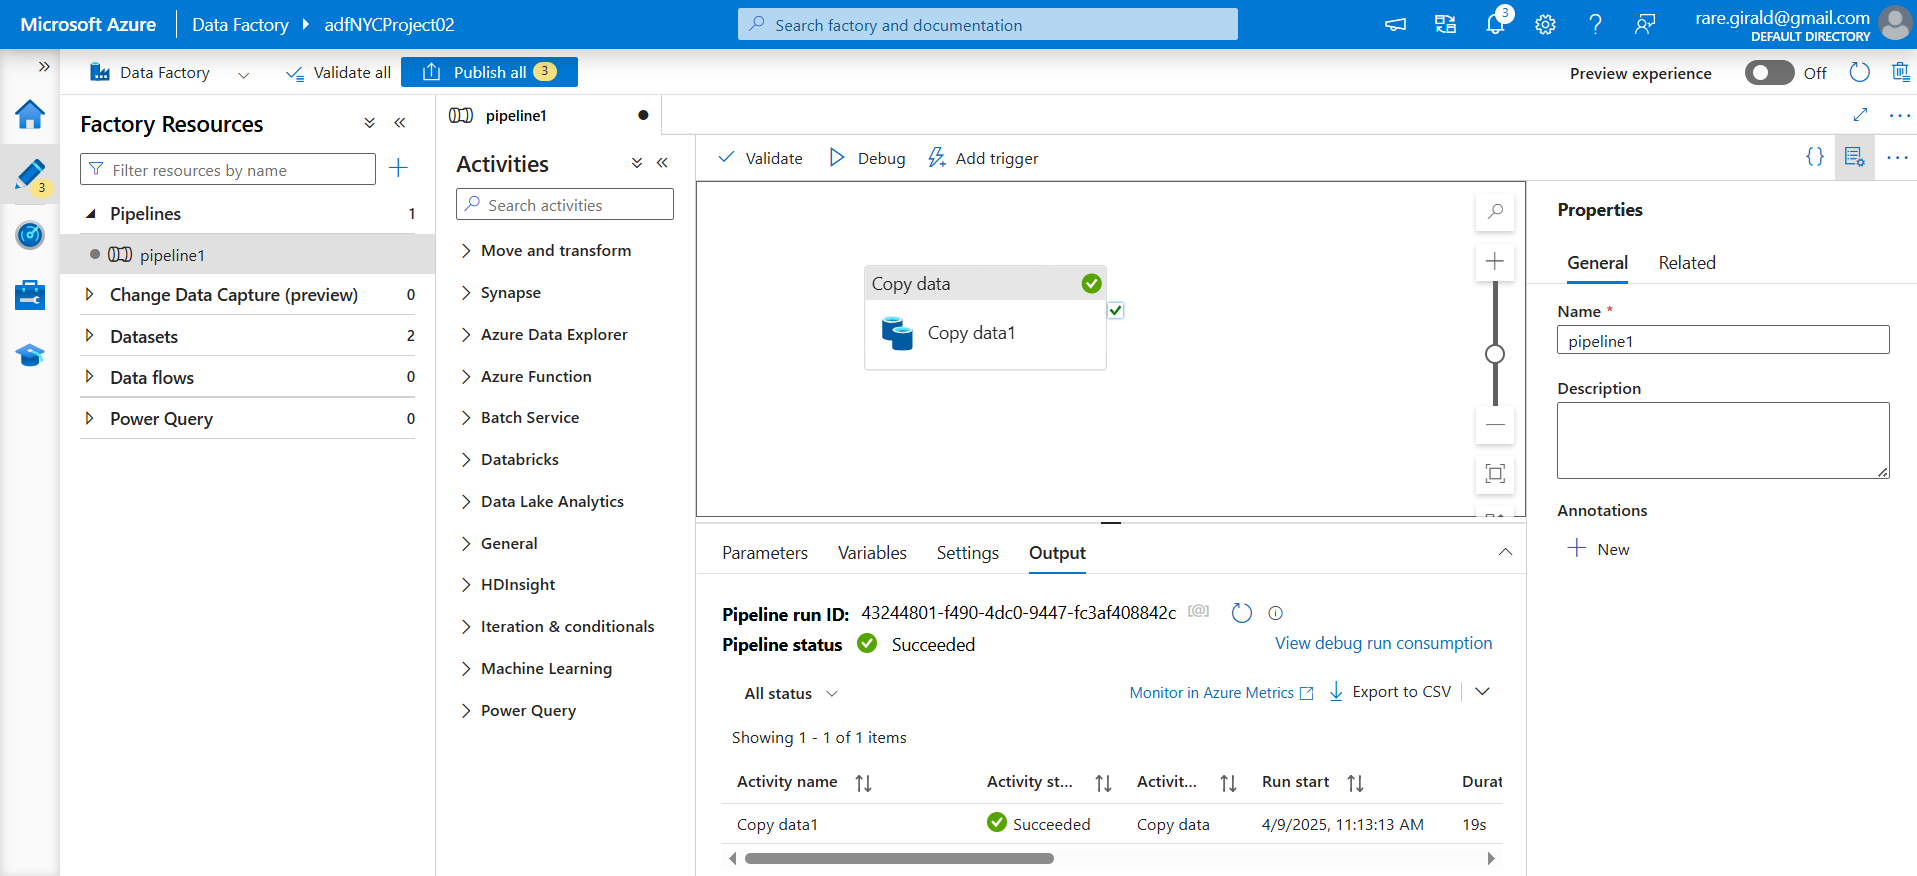 Microsoft Azure
Data Factory
adfNYCProject02
Search factory and documentation
3
rare.girald@gmail.com
DEFAULT DIRECTORY
Data Factory
Validate all
Publish all 3
Preview experience
Off
3
Factory Resources
Filter resources by name
Pipelines 1
pipeline1
Change Data Capture (preview) 0
Datasets 2
Data flows 0
Power Query 0
pipeline1
Activities
Search activities
Move and transform
Synapse
Azure Data Explorer
Azure Function
Batch Service
Databricks
Data Lake Analytics
General
HDInsight
Iteration & conditionals
Machine Learning
Power Query
Validate
Debug
Add trigger
{}
Copy data
Copy data1
Parameters
Variables
Settings
Output
Pipeline run ID: 43244801-f490-4dc0-9447-fc3af408842c [@]
Pipeline status Succeeded
View debug run consumption
All status
Monitor in Azure Metrics
Export to CSV
Showing 1 - 1 of 1 items
Activity name Activity st... Activit... Run start Durat
Copy data1 Succeeded Copy data 4/9/2025, 11:13:13 AM 19s
Properties
General
Related
Name *
pipeline1
Description
Annotations
New